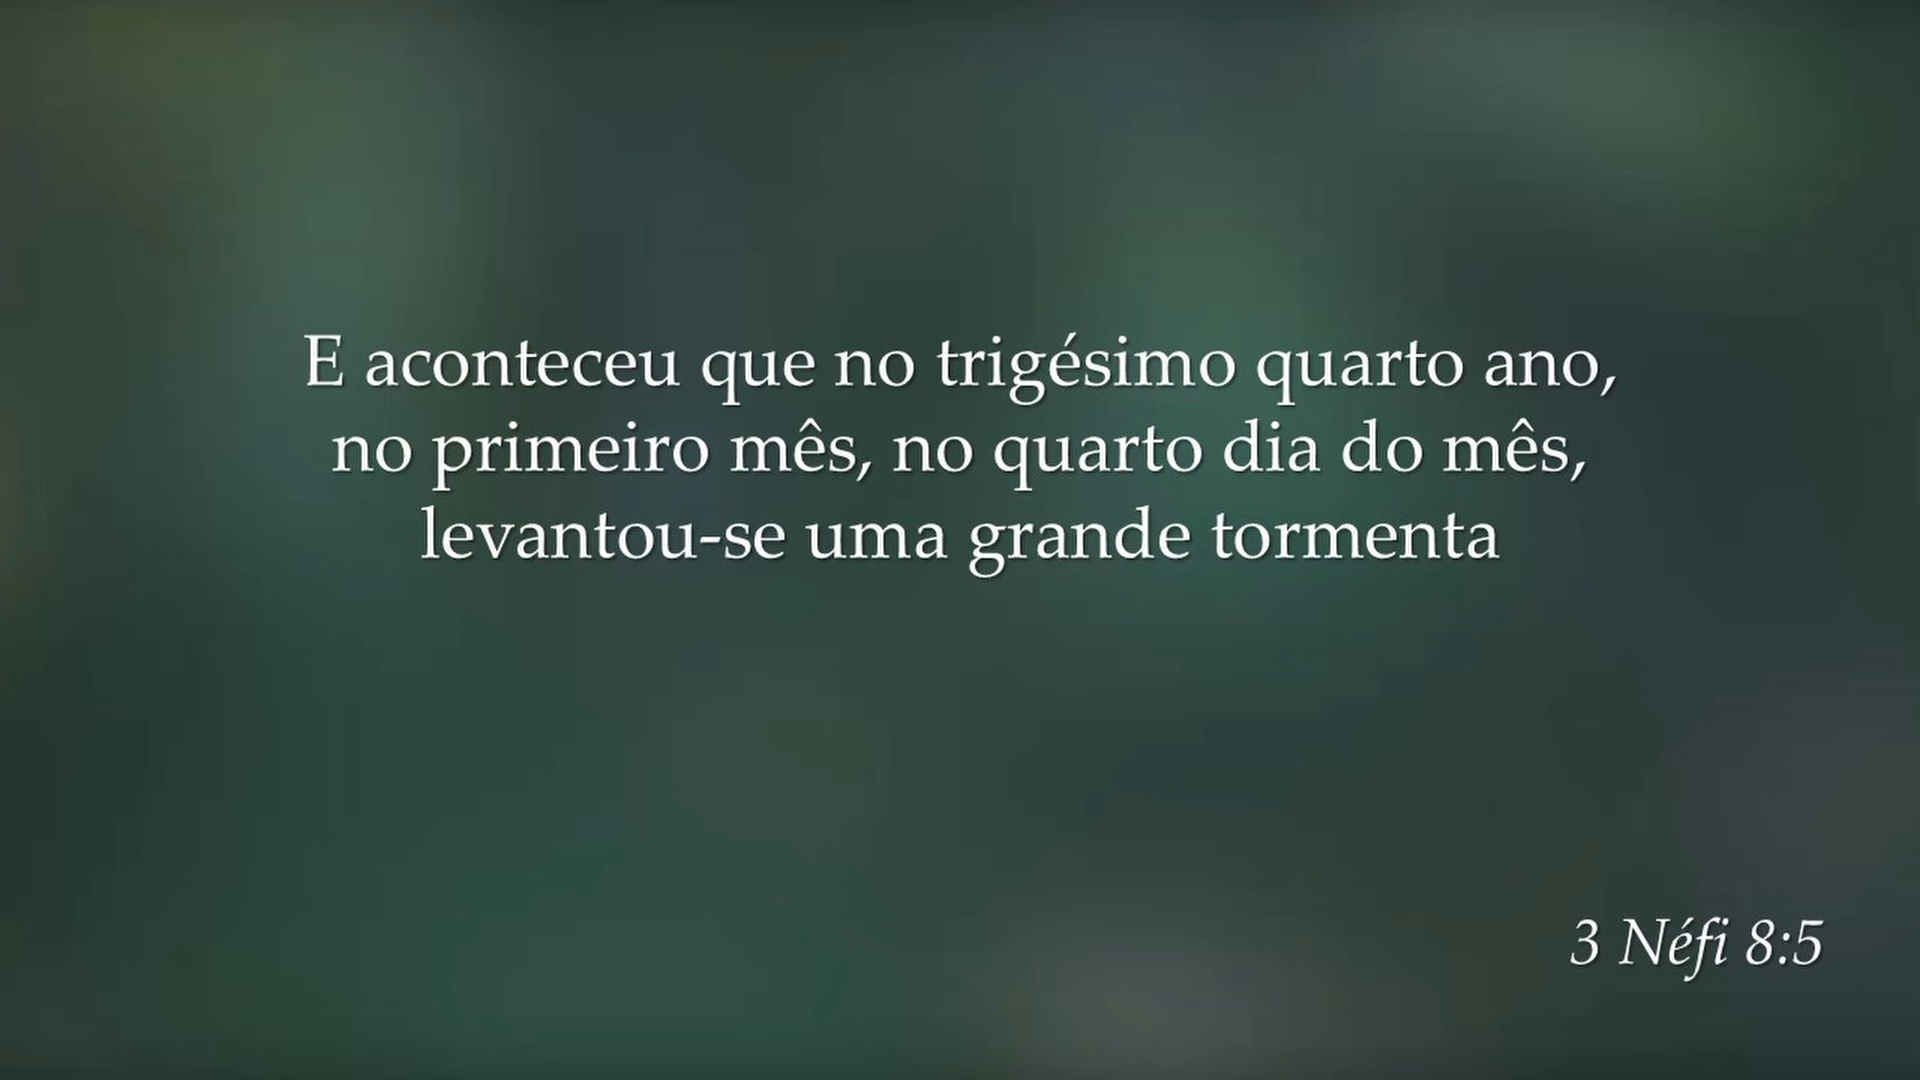 E aconteceu que no trigésimo quarto ano,
no primeiro mês, no quarto dia do mês,
levantou-se uma grande tormenta
3 Néfi 8:5